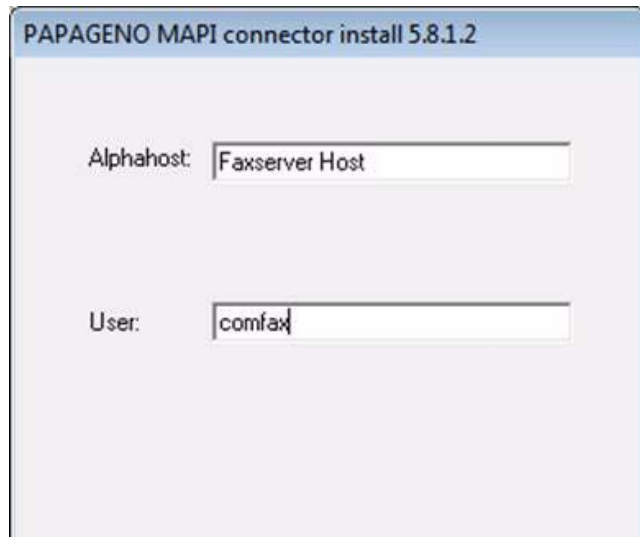 PAPAGENO MAPI connector install 5.8.1.2
Alphahost: Faxserver Host
User: comfax